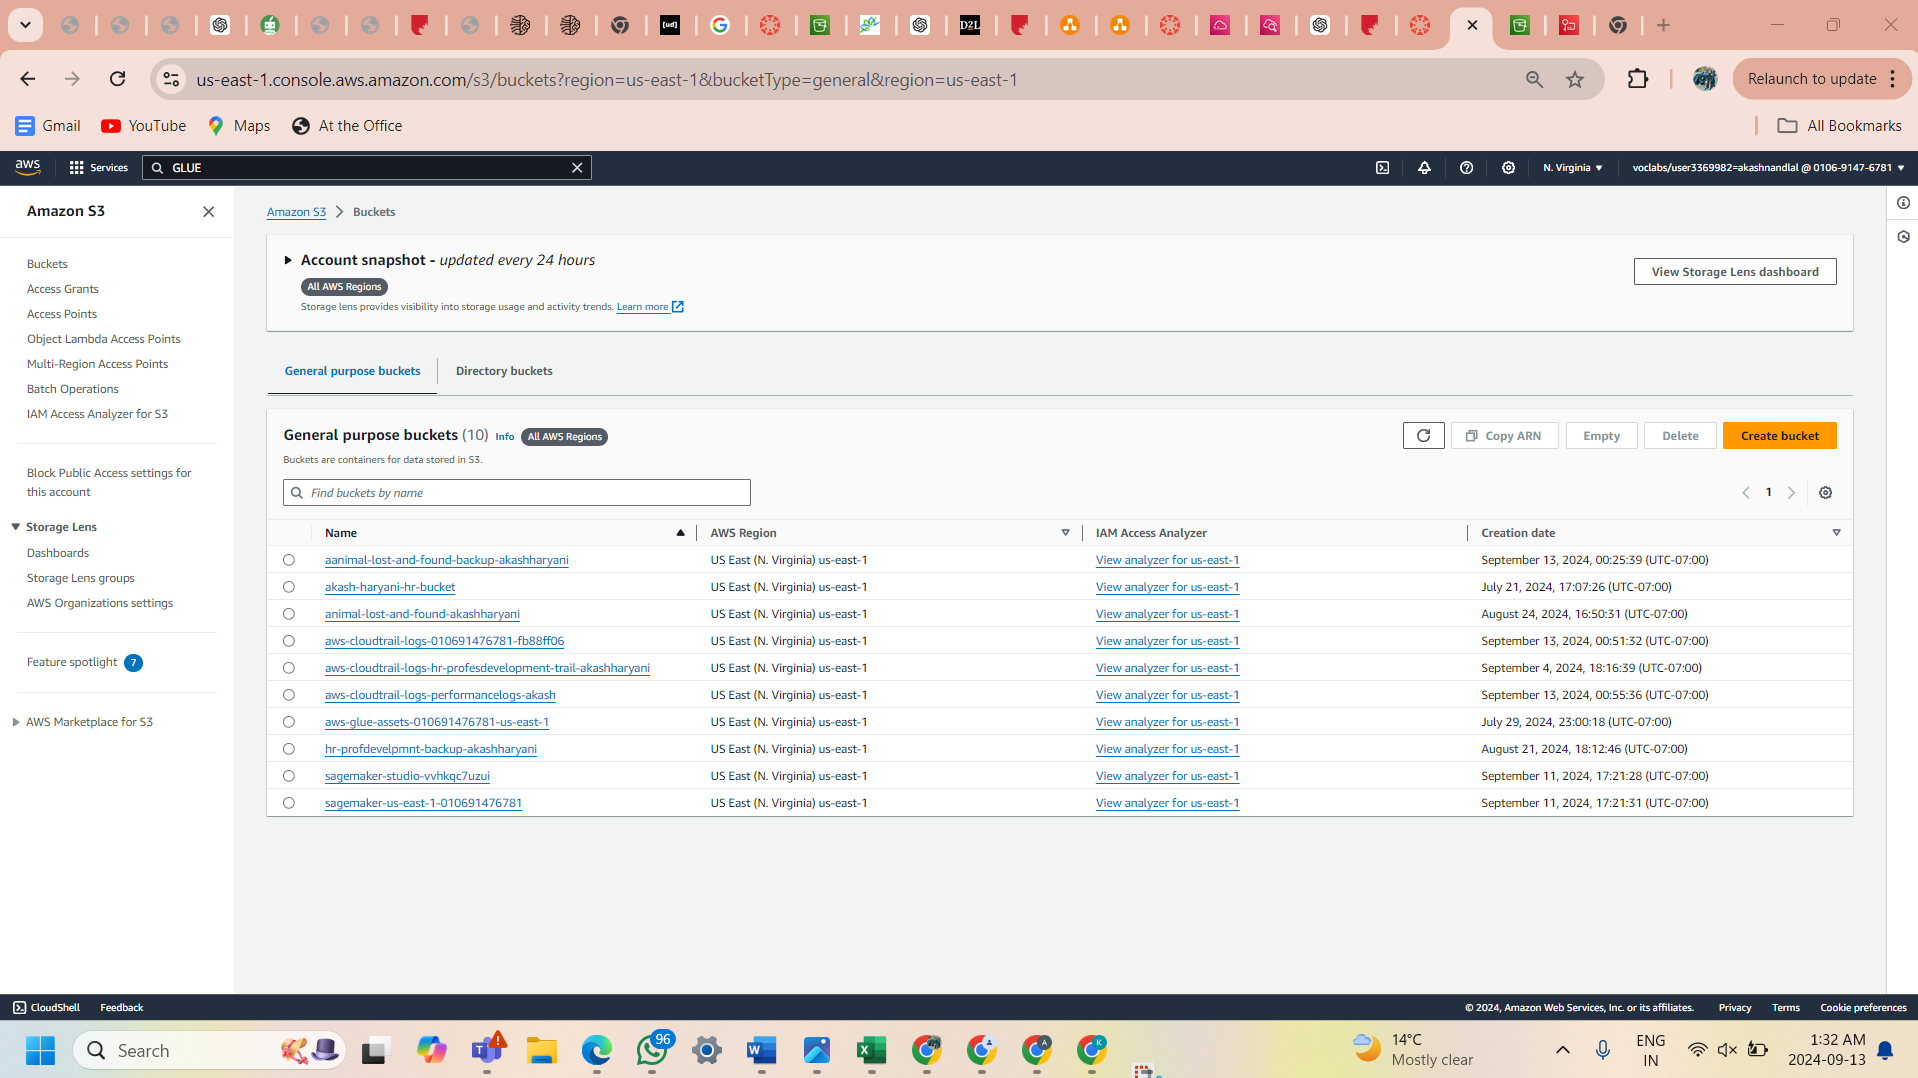 us-east-1.console.aws.amazon.com/s3/buckets?region=us-east-1&bucketType=general&region=us-east-1
Relaunch to update
Gmail YouTube Maps At the Office All Bookmarks
aws Services GLUE N. Virginia voclabs/user3369982=akashnandlal @ 0106-9147-6781
Amazon S3
Buckets
Access Grants
Access Points
Object Lambda Access Points
Multi-Region Access Points
Batch Operations
IAM Access Analyzer for S3
Block Public Access settings for
this account
Storage Lens
Dashboards
Storage Lens groups
AWS Organizations settings
Feature spotlight 7
AWS Marketplace for S3
Amazon S3 Buckets
Account snapshot - updated every 24 hours
All AWS Regions
Storage lens provides visibility into storage usage and activity trends. Learn more
View Storage Lens dashboard
General purpose buckets Directory buckets
General purpose buckets (10) Info All AWS Regions
Buckets are containers for data stored in S3.
Copy ARN Empty Delete Create bucket
Find buckets by name
1
Name AWS Region IAM Access Analyzer Creation date
aanimal-lost-and-found-backup-akashharyani US East (N. Virginia) us-east-1 View analyzer for us-east-1 September 13, 2024, 00:25:39 (UTC-07:00)
akash-haryani-hr-bucket US East (N. Virginia) us-east-1 View analyzer for us-east-1 July 21, 2024, 17:07:26 (UTC-07:00)
animal-lost-and-found-akashharyani US East (N. Virginia) us-east-1 View analyzer for us-east-1 August 24, 2024, 16:50:31 (UTC-07:00)
aws-cloudtrail-logs-010691476781-fb88ff06 US East (N. Virginia) us-east-1 View analyzer for us-east-1 September 13, 2024, 00:51:32 (UTC-07:00)
aws-cloudtrail-logs-hr-profesdevelopment-trail-akashharyani US East (N. Virginia) us-east-1 View analyzer for us-east-1 September 4, 2024, 18:16:39 (UTC-07:00)
aws-cloudtrail-logs-performancelogs-akash US East (N. Virginia) us-east-1 View analyzer for us-east-1 September 13, 2024, 00:55:36 (UTC-07:00)
aws-glue-assets-010691476781-us-east-1 US East (N. Virginia) us-east-1 View analyzer for us-east-1 July 29, 2024, 23:00:18 (UTC-07:00)
hr-profdevelpmnt-backup-akashharyani US East (N. Virginia) us-east-1 View analyzer for us-east-1 August 21, 2024, 18:12:46 (UTC-07:00)
sagemaker-studio-vvhkqc7uzui US East (N. Virginia) us-east-1 View analyzer for us-east-1 September 11, 2024, 17:21:28 (UTC-07:00)
sagemaker-us-east-1-010691476781 US East (N. Virginia) us-east-1 View analyzer for us-east-1 September 11, 2024, 17:21:31 (UTC-07:00)
CloudShell Feedback © 2024, Amazon Web Services, Inc. or its affiliates. Privacy Terms Cookie preferences
Search 96
14°C
Mostly clear
ENG
IN
1:32 AM
2024-09-13